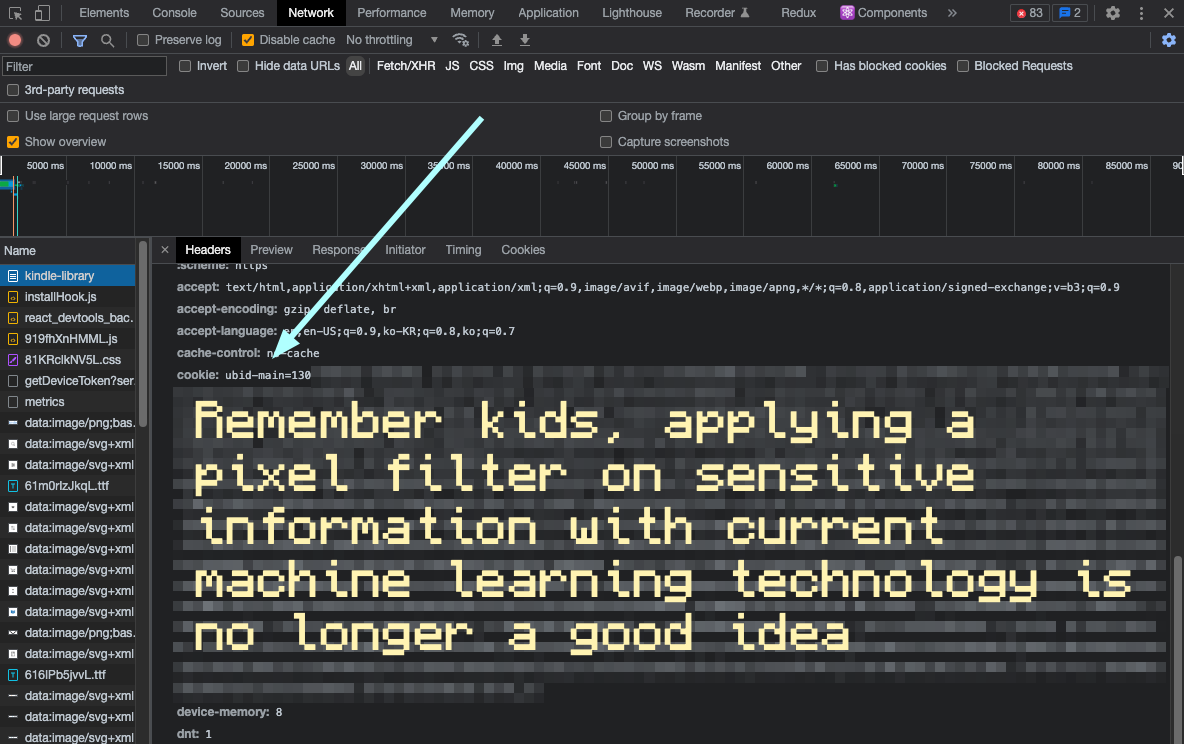 Elements Console Sources Network Performance Memory Application Lighthouse Recorder Redux Components » 83 2
Preserve log Disable cache No throttling
Filter Invert Hide data URLs All Fetch/XHR JS CSS Img Media Font Doc WS Wasm Manifest Other Has blocked cookies Blocked Requests
3rd-party requests
Use large request rows Group by frame
Show overview Capture screenshots
5000 ms 10000 ms 15000 ms 20000 ms 25000 ms 30000 ms 35000 ms 40000 ms 45000 ms 50000 ms 55000 ms 60000 ms 65000 ms 70000 ms 75000 ms 80000 ms 85000 ms 90
Name
kindle-library
installHook.js
react_devtools_bac.
919fhXnHMML.js
81KRclkNV5L.css
getDeviceToken?ser
metrics
data:image/png;bas.
data:image/svg+xml
data:image/svg+xml
61m0rIzJkqL.ttf
data:image/svg+xml
data:image/svg+xml
data:image/svg+xml
data:image/svg+xml
data:image/svg+xml
data:image/svg+xml
data:image/png;bas.
data:image/svg+xml
616lPb5jvvL.ttf
data:image/svg+xml
data:image/svg+xml
data:image/svg+xml
× Headers Preview Response Initiator Timing Cookies
:scheme: https
accept: text/html,application/xhtml+xml,application/xml;q=0.9,image/avif,image/webp,image/apng,*/*;q=0.8,application/signed-exchange;v=b3;q=0.9
accept-encoding: gzip, deflate, br
accept-language: en,en-US;q=0.9,ko-KR;q=0.8,ko;q=0.7
cache-control: no-cache
cookie: ubid-main=130
Remember kids, applying a
pixel filter on sensitive
information with current
machine learning technology is
no longer a good idea
device-memory: 8
dnt: 1